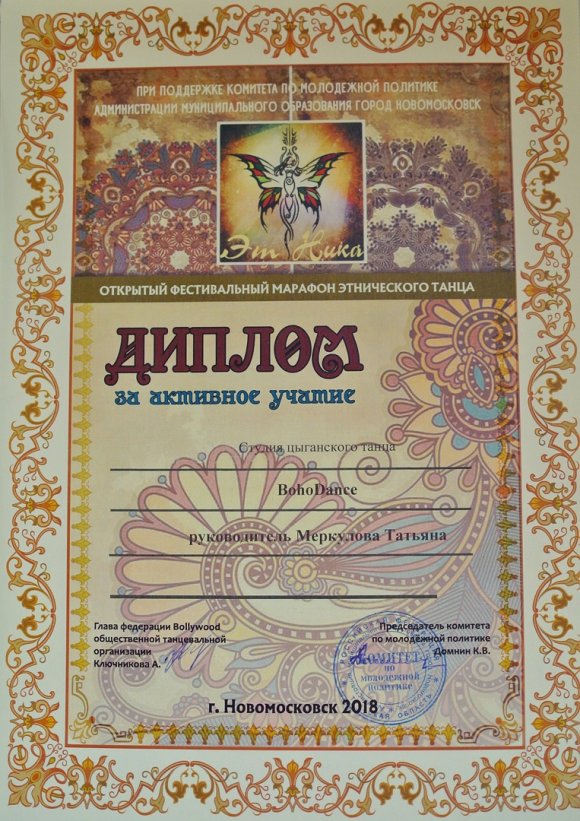 ПРИ ПОДДЕРЖКЕ КОМИТЕТА ПО МОЛОДЕЖНОЙ ПОЛИТИКЕ
АДМИНИСТРАЦИИ МУНИЦИПАЛЬНОГО ОБРАЗОВАНИЯ ГОРОД НОВОМОСКОВСК
Эт Ника
ОТКРЫТЫЙ ФЕСТИВАЛЬНЫЙ МАРАФОН ЭТНИЧЕСКОГО ТАНЦА
ДИПЛОМ
за активное учатие
Студия цыганского танца
BohoDance
руководитель Меркулова Татьяна
Глава федерации Bollywood
общественной танцевальной
организации
Ключникова А.
Председатель комитета
по молодежной политике
Домнин К.В.
КОМИТЕТ
по
молодежной
политике
г. Новомосковск 2018